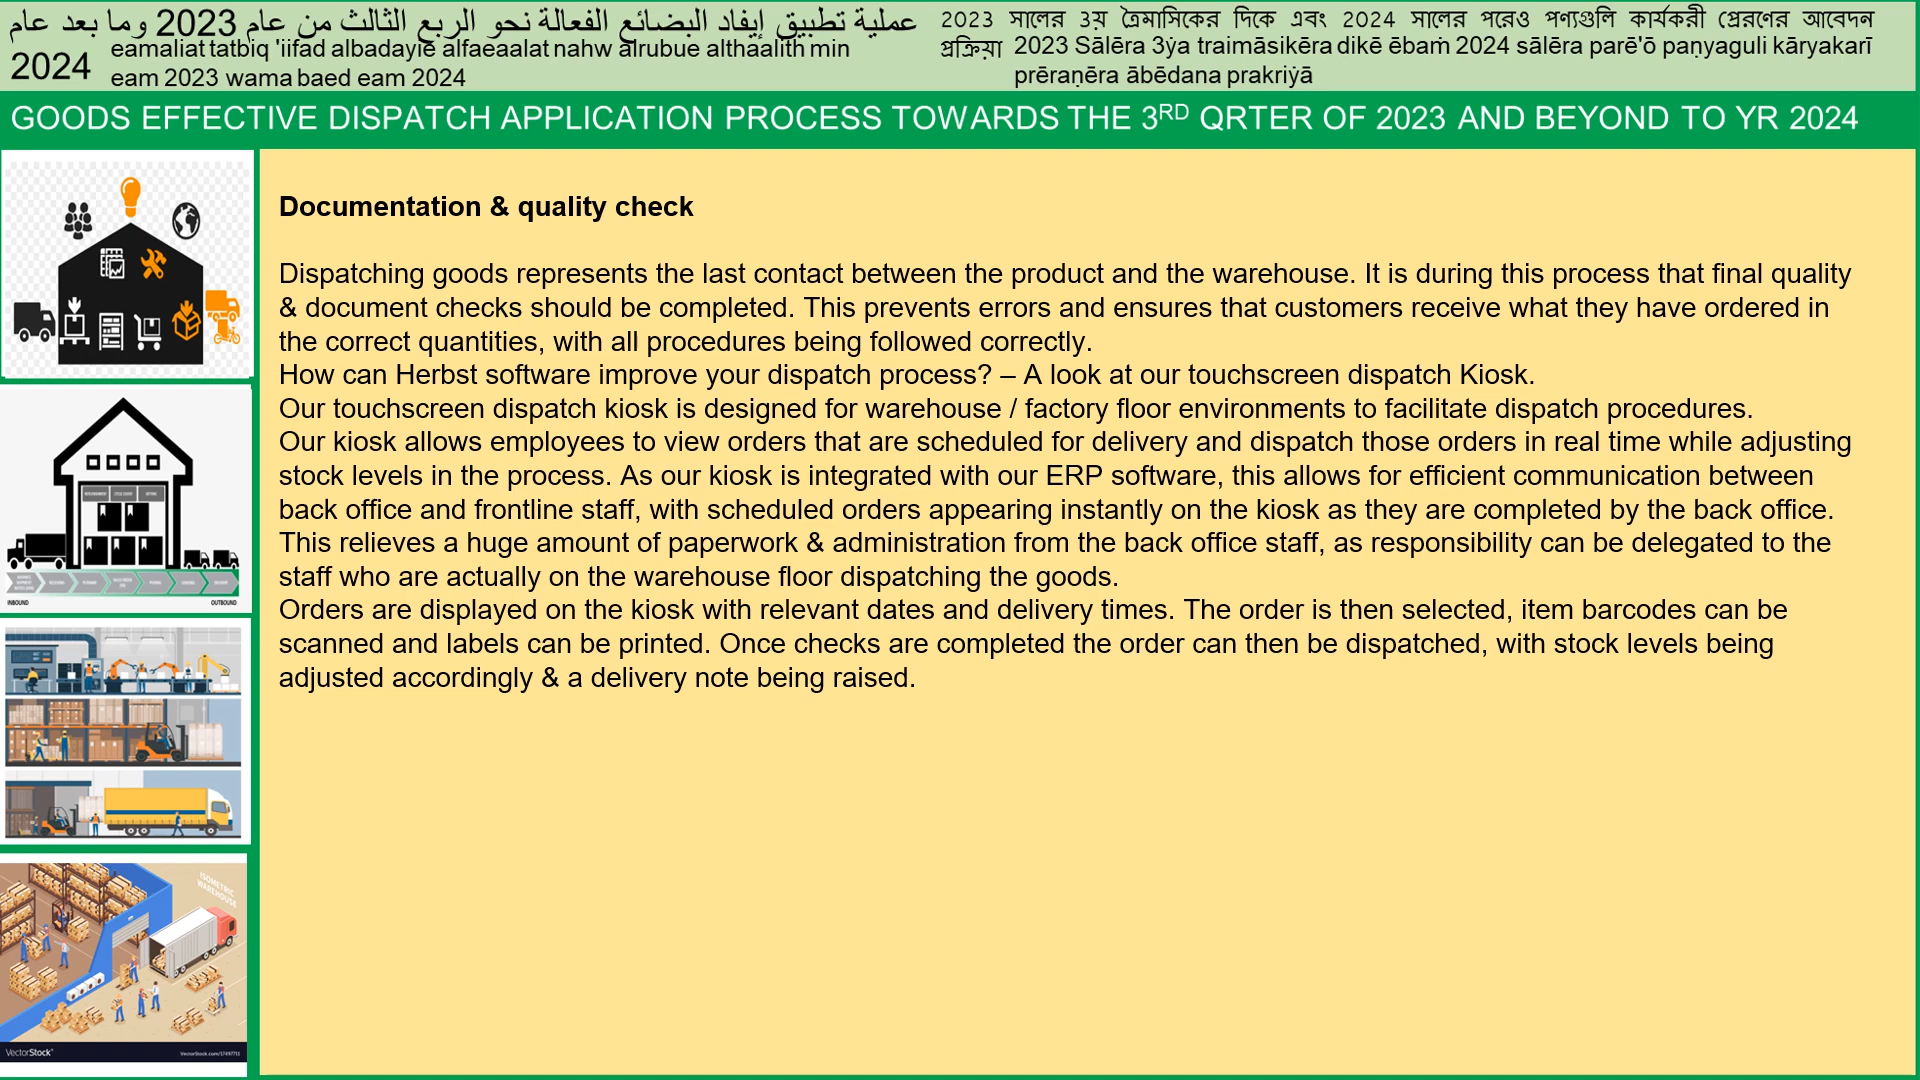 عملية تطبيق إيفاد البضائع الفعالة نحو الربع الثالث من عام 2023 وما بعد عام
2024
eamaliat tatbiq 'iifad albadayie alfaeaalat nahw alrubue althaalith min
eam 2023 wama baed eam 2024
2023 সালের 3য় ত্রৈমাসিকের দিকে এবং 2024 সালের পরেও পণ্যগুলি কার্যকরী প্রেরণের আবেদন
প্রক্রিয়া
2023 Sālēra 3ẏa traimāsikēra dikē ēbaṁ 2024 sālēra parē'ō paṇyaguli kāryakarī
prēraṇēra ābēdana prakriẏā
GOODS EFFECTIVE DISPATCH APPLICATION PROCESS TOWARDS THE 3RD QRTER OF 2023 AND BEYOND TO YR 2024
Documentation & quality check
Dispatching goods represents the last contact between the product and the warehouse. It is during this process that final quality
& document checks should be completed. This prevents errors and ensures that customers receive what they have ordered in
the correct quantities, with all procedures being followed correctly.
How can Herbst software improve your dispatch process? – A look at our touchscreen dispatch Kiosk.
Our touchscreen dispatch kiosk is designed for warehouse / factory floor environments to facilitate dispatch procedures.
Our kiosk allows employees to view orders that are scheduled for delivery and dispatch those orders in real time while adjusting
stock levels in the process. As our kiosk is integrated with our ERP software, this allows for efficient communication between
back office and frontline staff, with scheduled orders appearing instantly on the kiosk as they are completed by the back office.
This relieves a huge amount of paperwork & administration from the back office staff, as responsibility can be delegated to the
staff who are actually on the warehouse floor dispatching the goods.
Orders are displayed on the kiosk with relevant dates and delivery times. The order is then selected, item barcodes can be
scanned and labels can be printed. Once checks are completed the order can then be dispatched, with stock levels being
adjusted accordingly & a delivery note being raised.
INBOUND
OUTBOUND
ISOMETRIC
WAREHOUSE
VectorStock